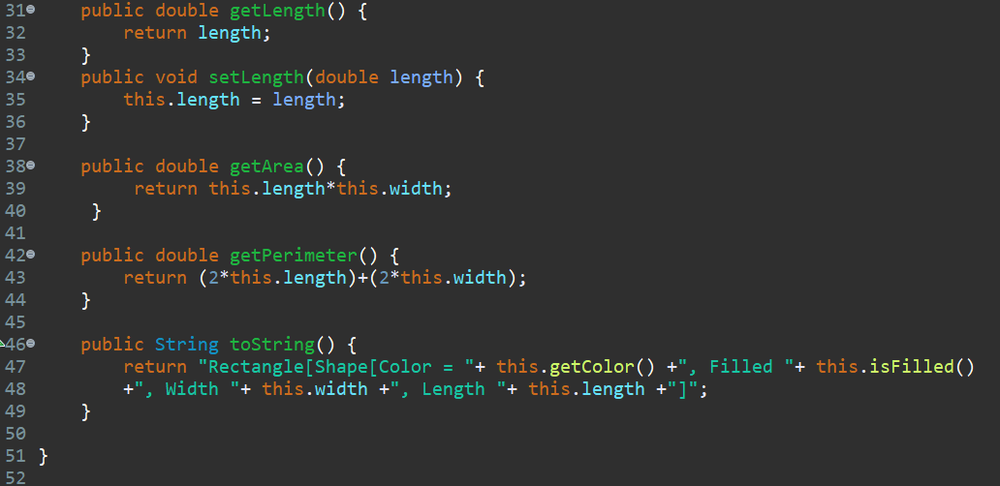 31    public double getLength() {
32        return length;
33    }
34    public void setLength(double length) {
35        this.length = length;
36    }
37
38    public double getArea() {
39         return this.length*this.width;
40     }
41
42    public double getPerimeter() {
43        return (2*this.length)+(2*this.width);
44    }
45
46    public String toString() {
47        return "Rectangle[Shape[Color = "+ this.getColor() +", Filled "+ this.isFilled()
48        +", Width "+ this.width +", Length "+ this.length +"]";
49    }
50
51 }
52